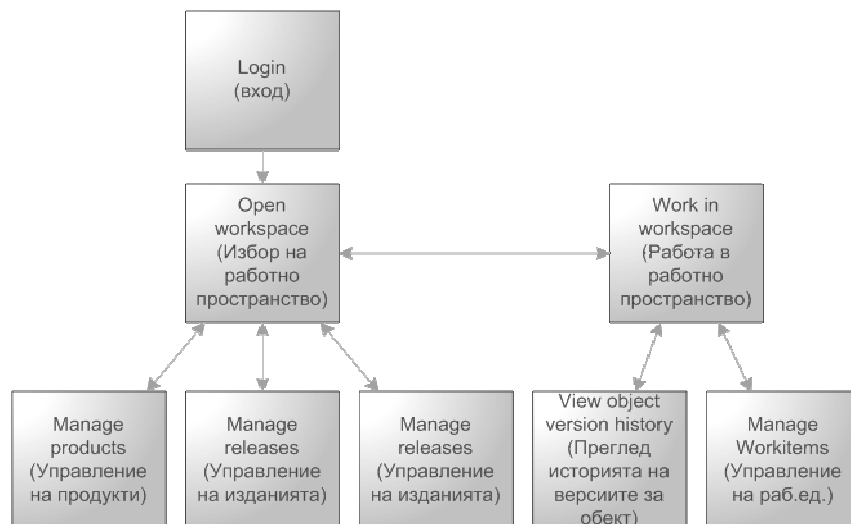 Login
(вход)
Open
workspace
(Избор на
работно
пространство)
Work in
workspace
(Работа в
работно
пространство)
Manage
products
(Управление
на продукти)
Manage
releases
(Управление
на изданията)
Manage
releases
(Управление
на изданията)
View object
version history
(Преглед
историята на
версиите за
обект)
Manage
Workitems
(Управление
на раб.ед.)